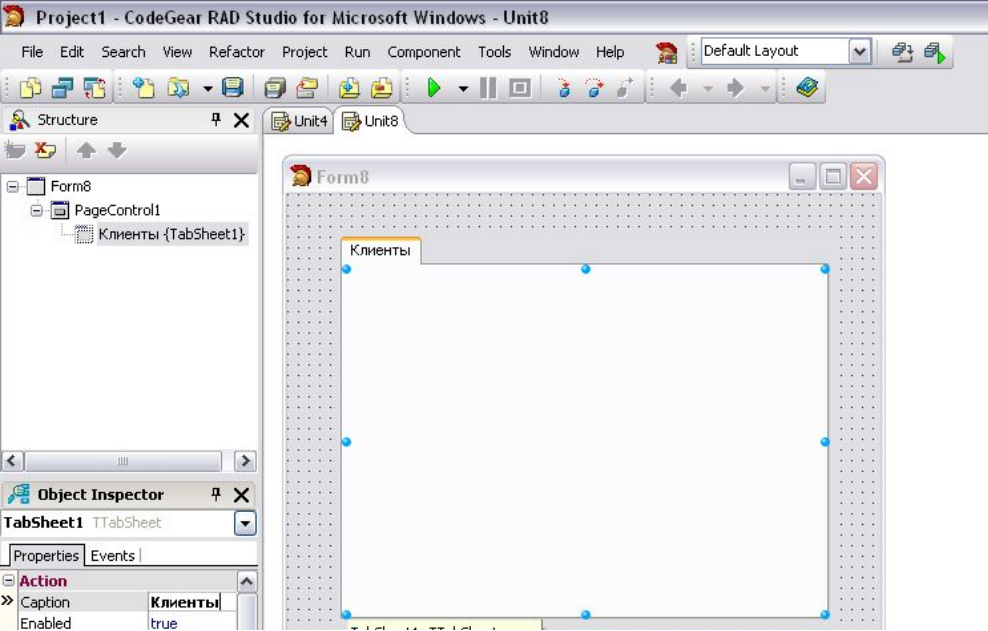 Project1 - CodeGear RAD Studio for Microsoft Windows - Unit8
File Edit Search View Refactor Project Run Component Tools Window Help Default Layout
Structure
Unit4 Unit8
Form8
PageControl1
Клиенты {TabSheet1}
Form8
Клиенты
Object Inspector
TabSheet1 TTabSheet
Properties Events
Action
Caption Клиенты
Enabled true